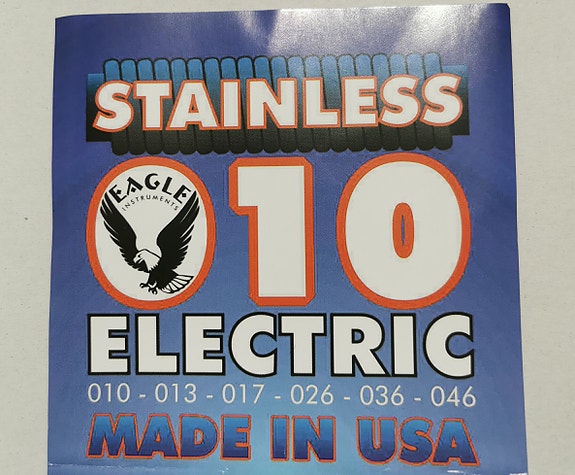 STAINLESS
EAGLE
INSTRUMENTS
010
ELECTRIC
010 - 013 - 017 - 026 - 036 - 046
MADE IN USA